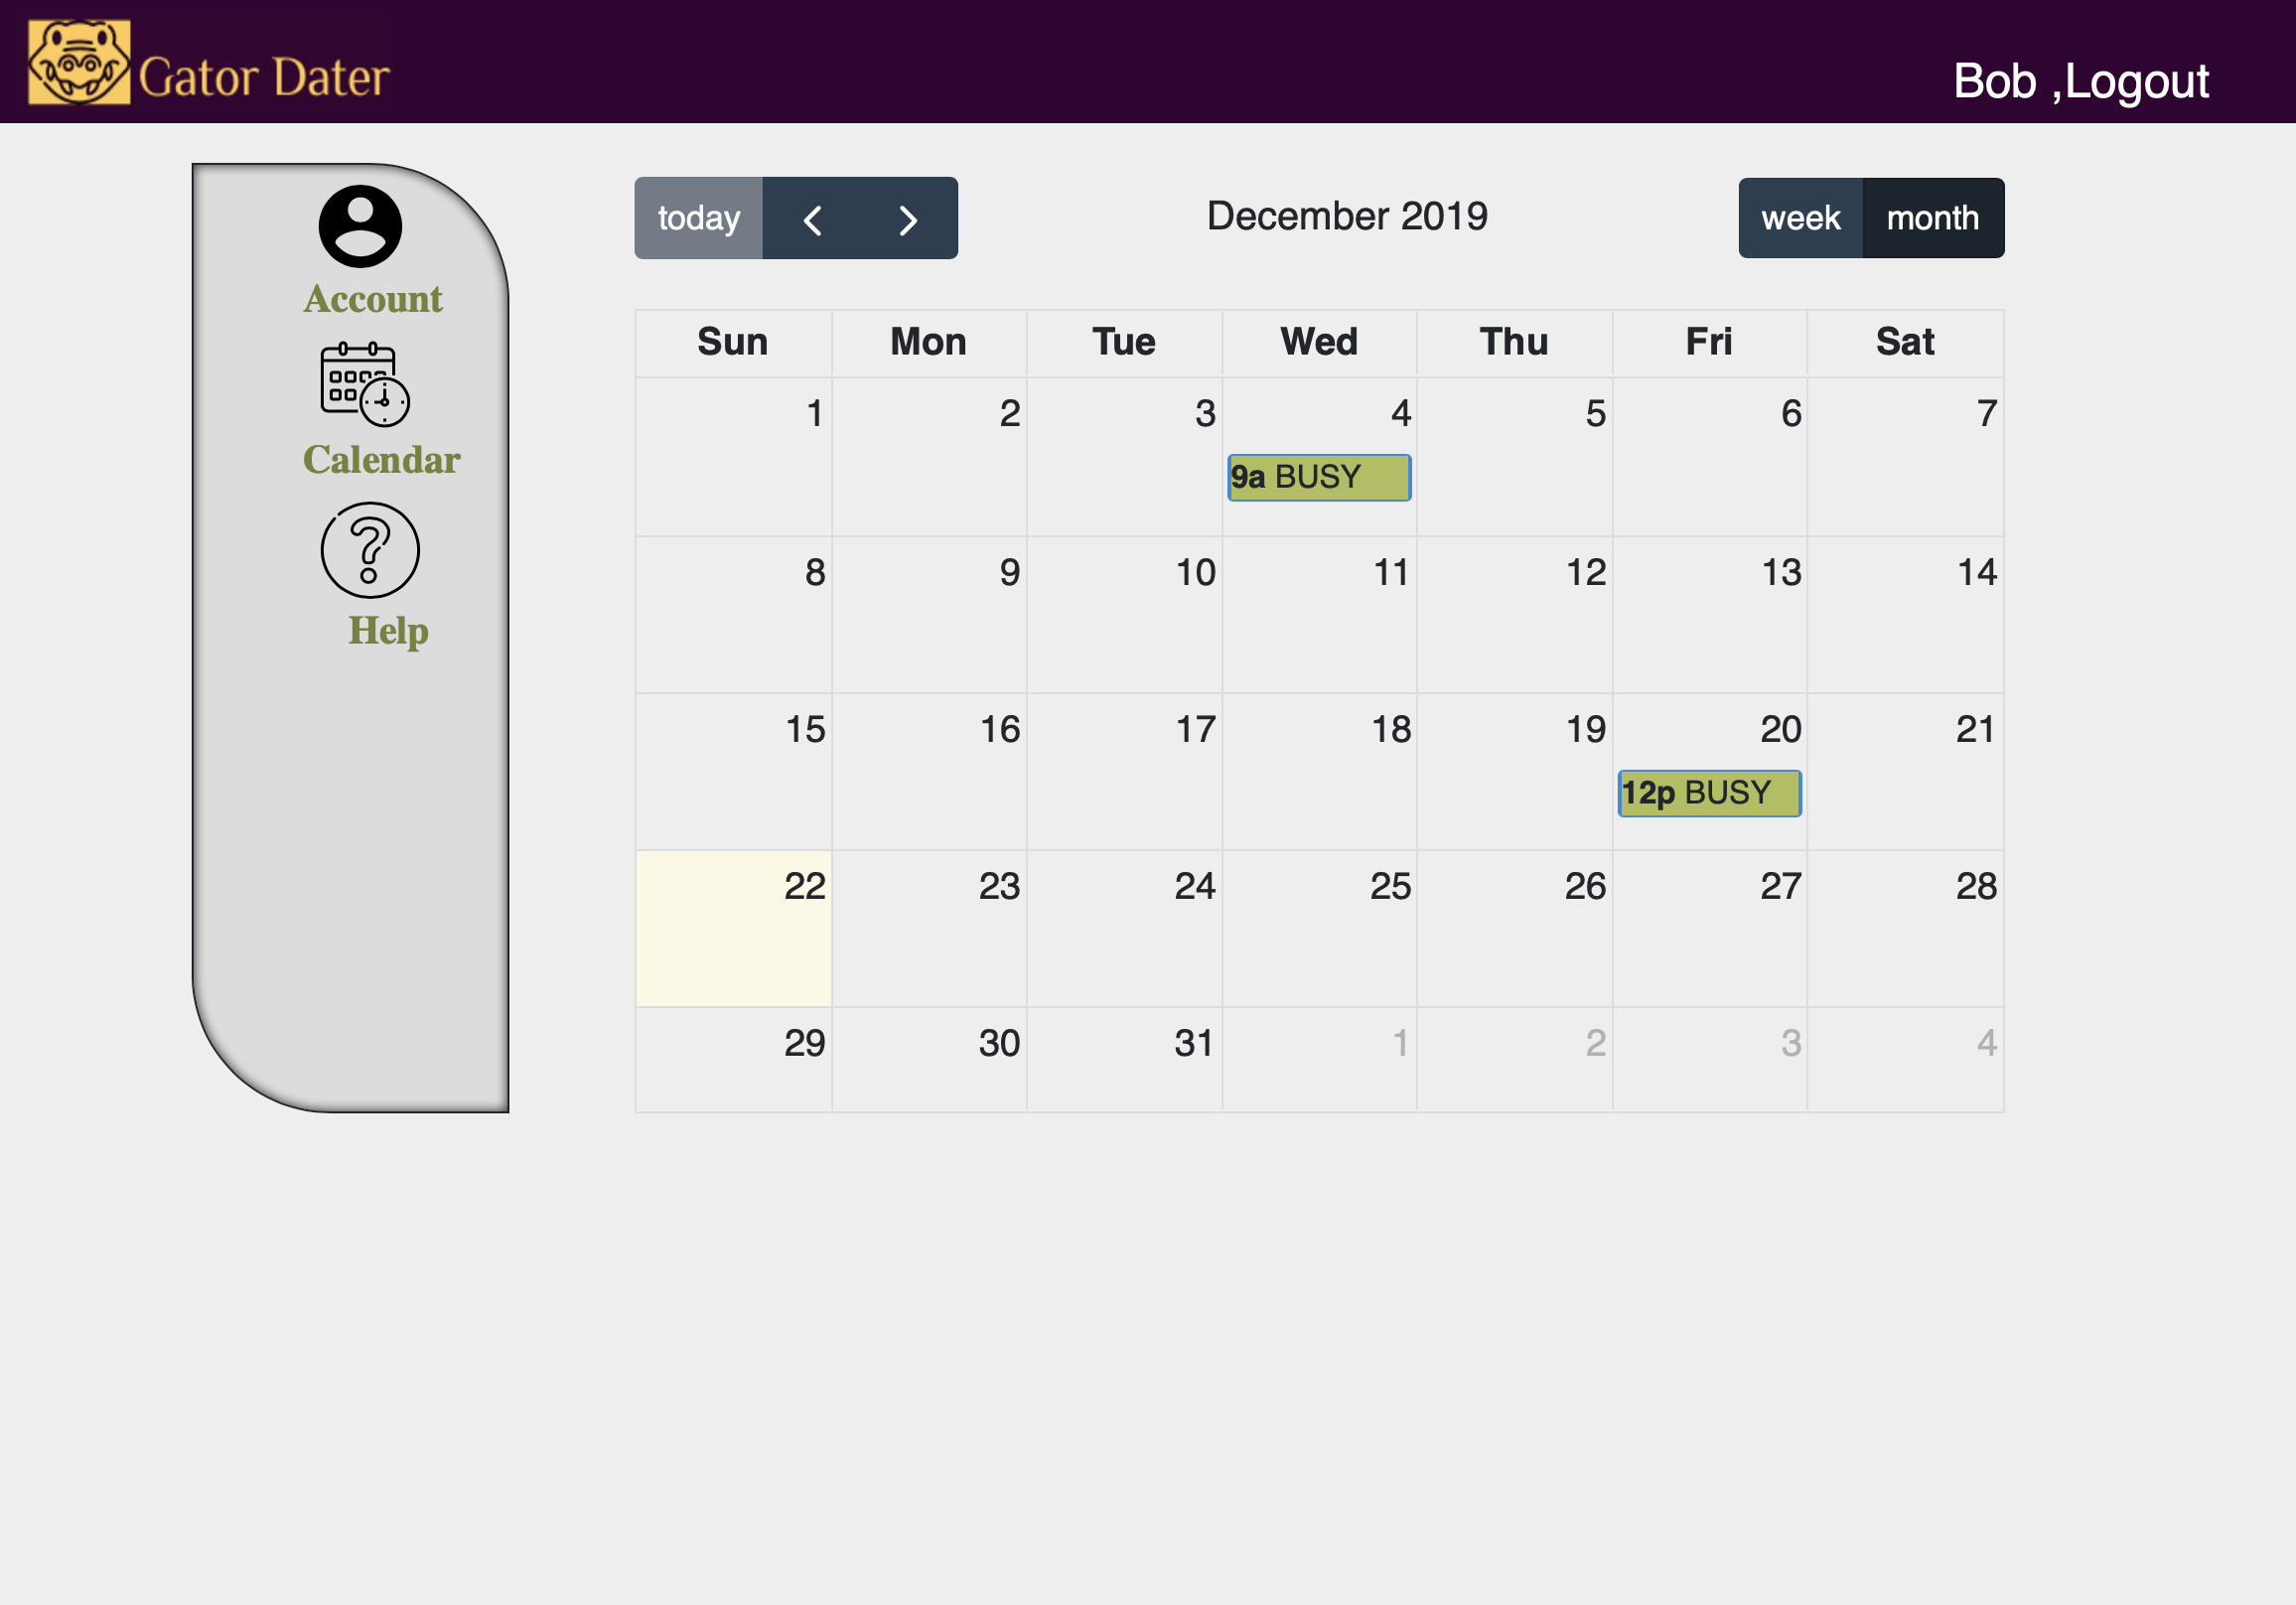 Gator Dater
Bob ,Logout
Account
Calendar
Help
today
December 2019
week month
Sun Mon Tue Wed Thu Fri Sat
1 2 3 4 5 6 7
9a BUSY
8 9 10 11 12 13 14
15 16 17 18 19 20 21
12p BUSY
22 23 24 25 26 27 28
29 30 31 1 2 3 4